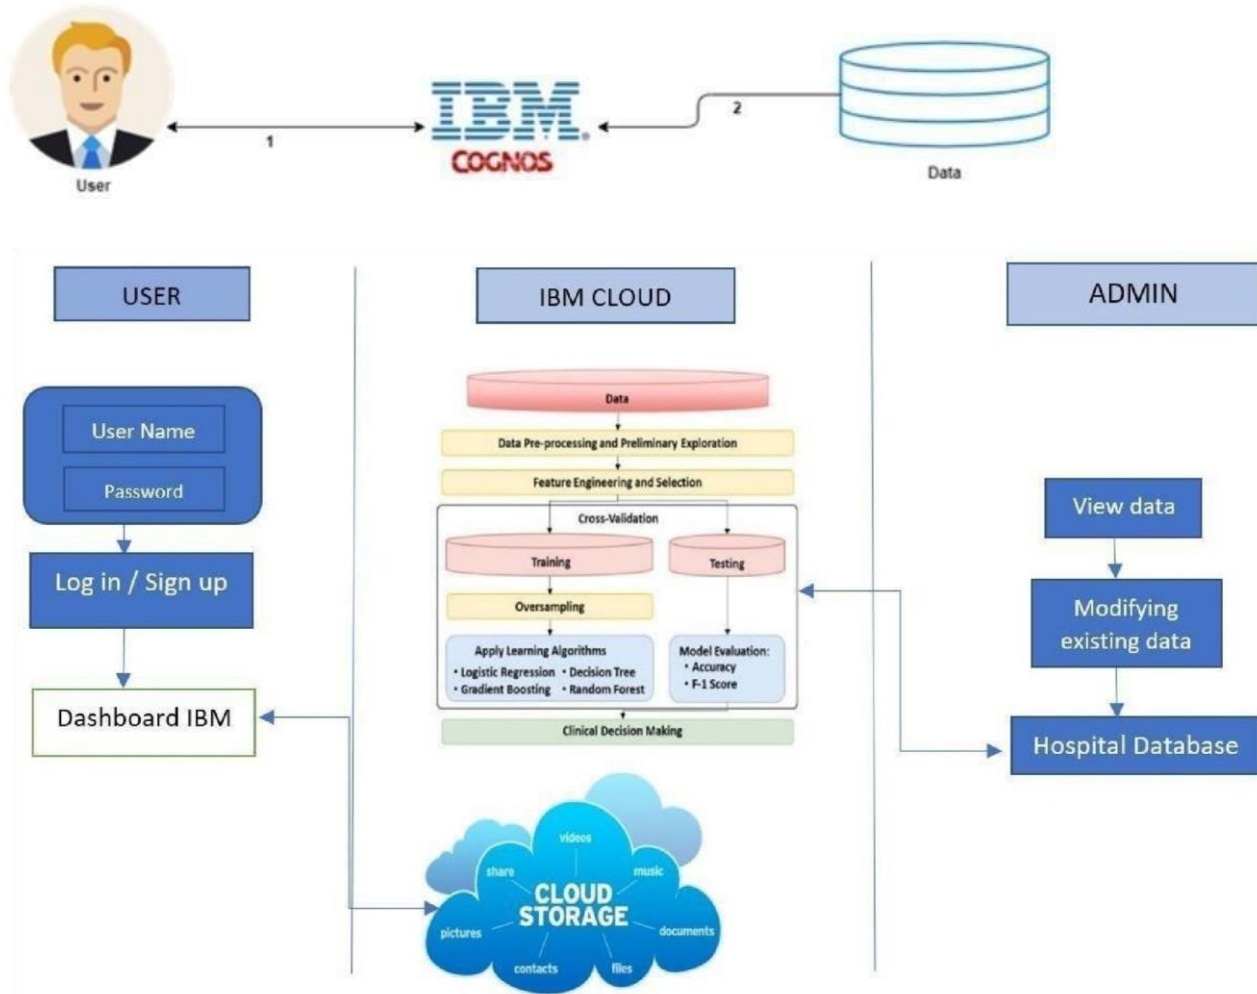 1
IBM®
COGNOS
2
User
Data
USER
IBM CLOUD
ADMIN
User Name
Password
Log in / Sign up
Dashboard IBM
Data
Data Pre-processing and Preliminary Exploration
Feature Engineering and Selection
Cross-Validation
Training
Testing
Oversampling
Apply Learning Algorithms
• Logistic Regression • Decision Tree
• Gradient Boosting • Random Forest
Model Evaluation:
• Accuracy
• F-1 Score
Clinical Decision Making
videos
share
music
CLOUD
STORAGE
pictures
documents
contacts
files
View data
Modifying
existing data
Hospital Database